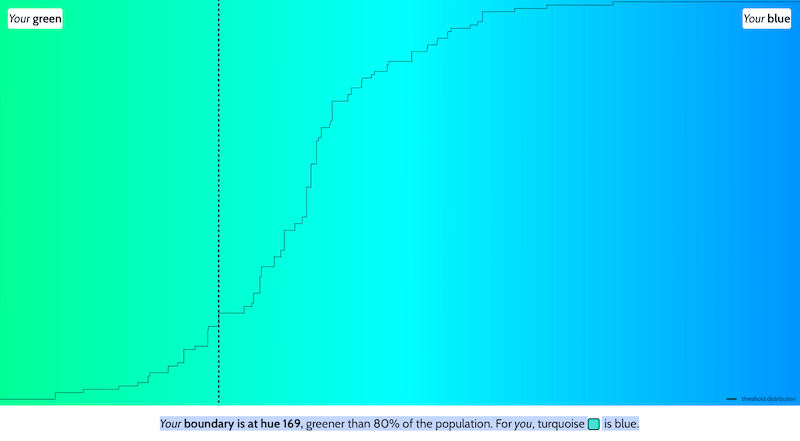 Your green
Your blue
threshold distribution
Your boundary is at hue 169, greener than 80% of the population. For you, turquoise is blue.